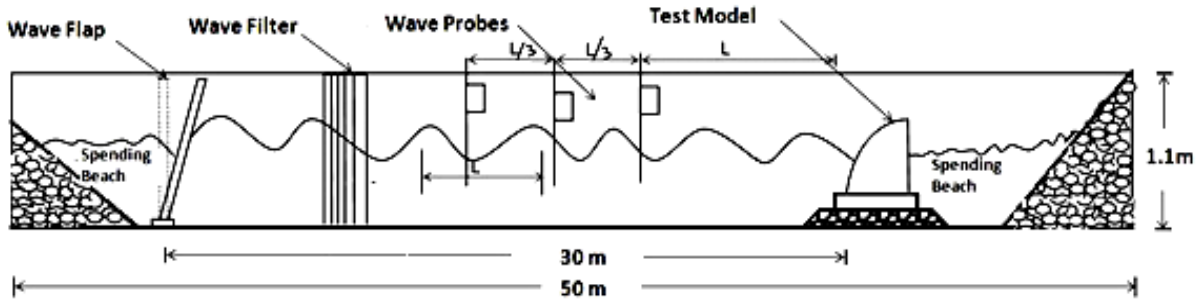 Wave Flap
Wave Filter
Wave Probes
Test Model
L/3
L/3
L
L
Spending
Beach
Spending
Beach
1.1m
30 m
50 m